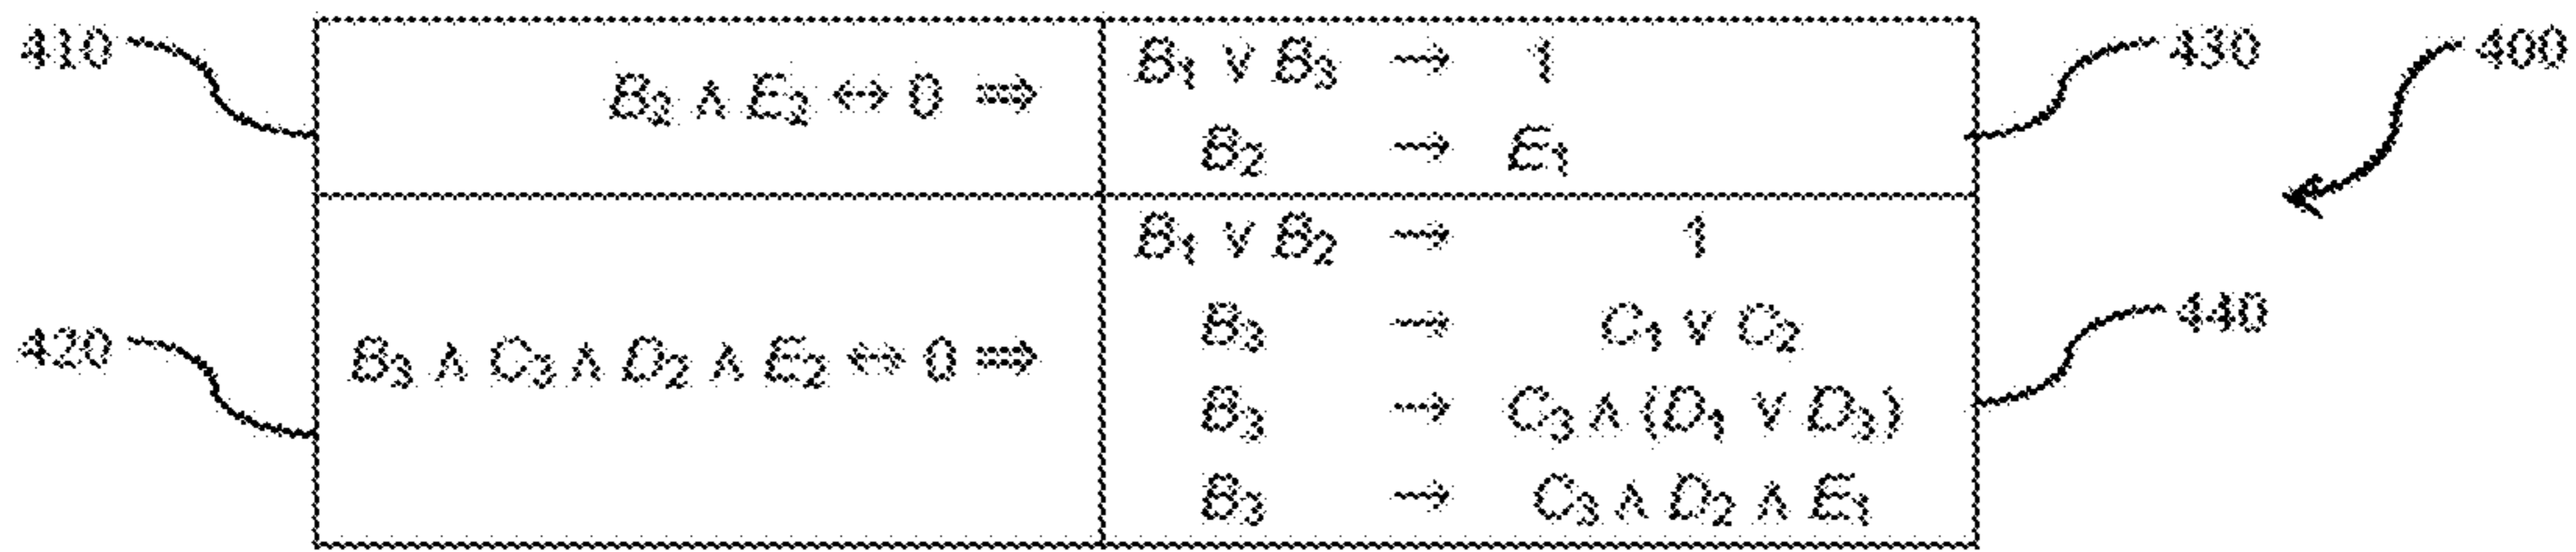 410 B₁ ∨ B₃ → 1 430 400
B₂ ∧ E₂ ↔ 0 ⇒
B₂ → E₁
B₁ ∨ B₂ → 1
B₃ → C₁ ∨ C₂ 440
420 B₃ ∧ C₃ ∧ D₂ ∧ E₂ ↔ 0 ⇒
B₃ → C₃ ∧ (D₁ ∨ D₃)
B₃ → C₃ ∧ D₂ ∧ E₁